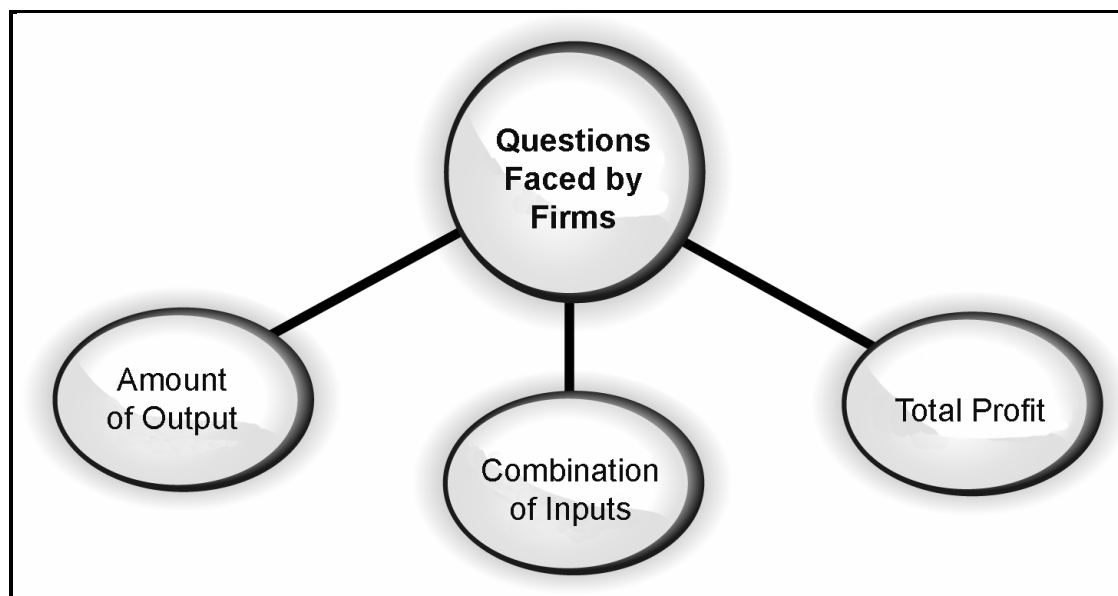 Questions
Faced by
Firms
Amount
of Output
Combination
of Inputs
Total Profit